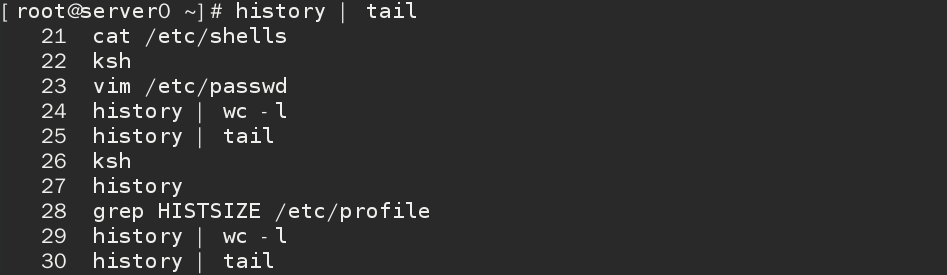 [root@server0 ~]# history | tail
21 cat /etc/shells
22 ksh
23 vim /etc/passwd
24 history | wc -l
25 history | tail
26 ksh
27 history
28 grep HISTSIZE /etc/profile
29 history | wc -l
30 history | tail